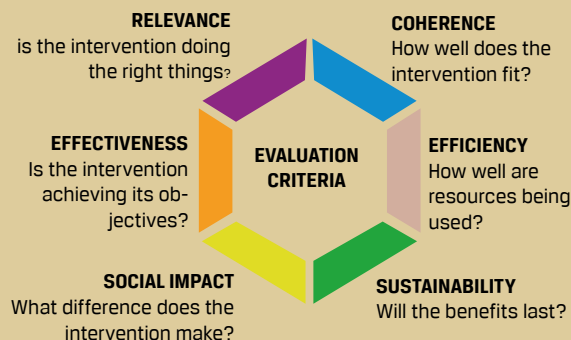 RELEVANCE
is the intervention doing
the right things?
COHERENCE
How well does the
intervention fit?
EFFECTIVENESS
Is the intervention
achieving its ob-
jectives?
EVALUATION
CRITERIA
EFFICIENCY
How well are
resources being
used?
SOCIAL IMPACT
What difference does the
intervention make?
SUSTAINABILITY
Will the benefits last?